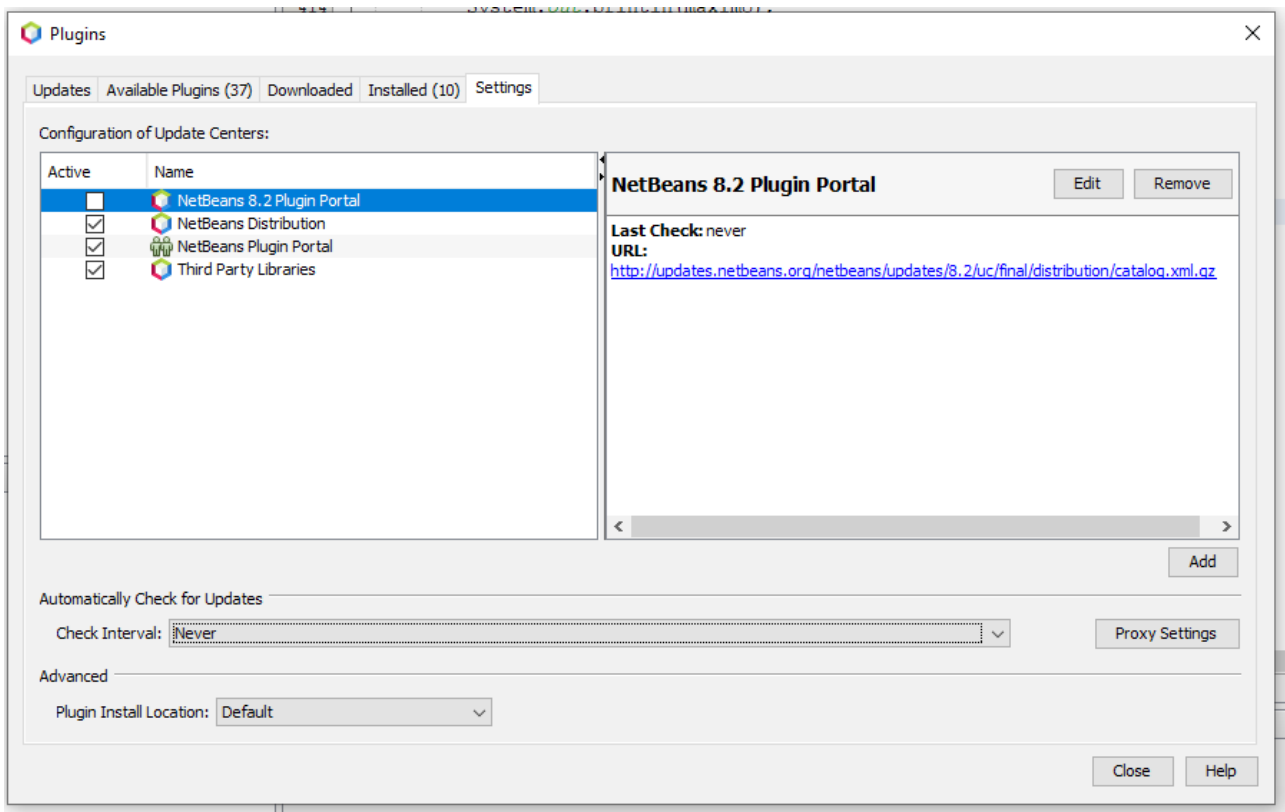 Plugins
Updates Available Plugins (37) Downloaded Installed (10) Settings
Configuration of Update Centers:
Active Name
NetBeans 8.2 Plugin Portal
NetBeans Distribution
NetBeans Plugin Portal
Third Party Libraries
NetBeans 8.2 Plugin Portal Edit Remove
Last Check: never
URL:
http://updates.netbeans.org/netbeans/updates/8.2/uc/final/distribution/catalog.xml.gz
Add
Automatically Check for Updates
Check Interval: Never Proxy Settings
Advanced
Plugin Install Location: Default
Close Help